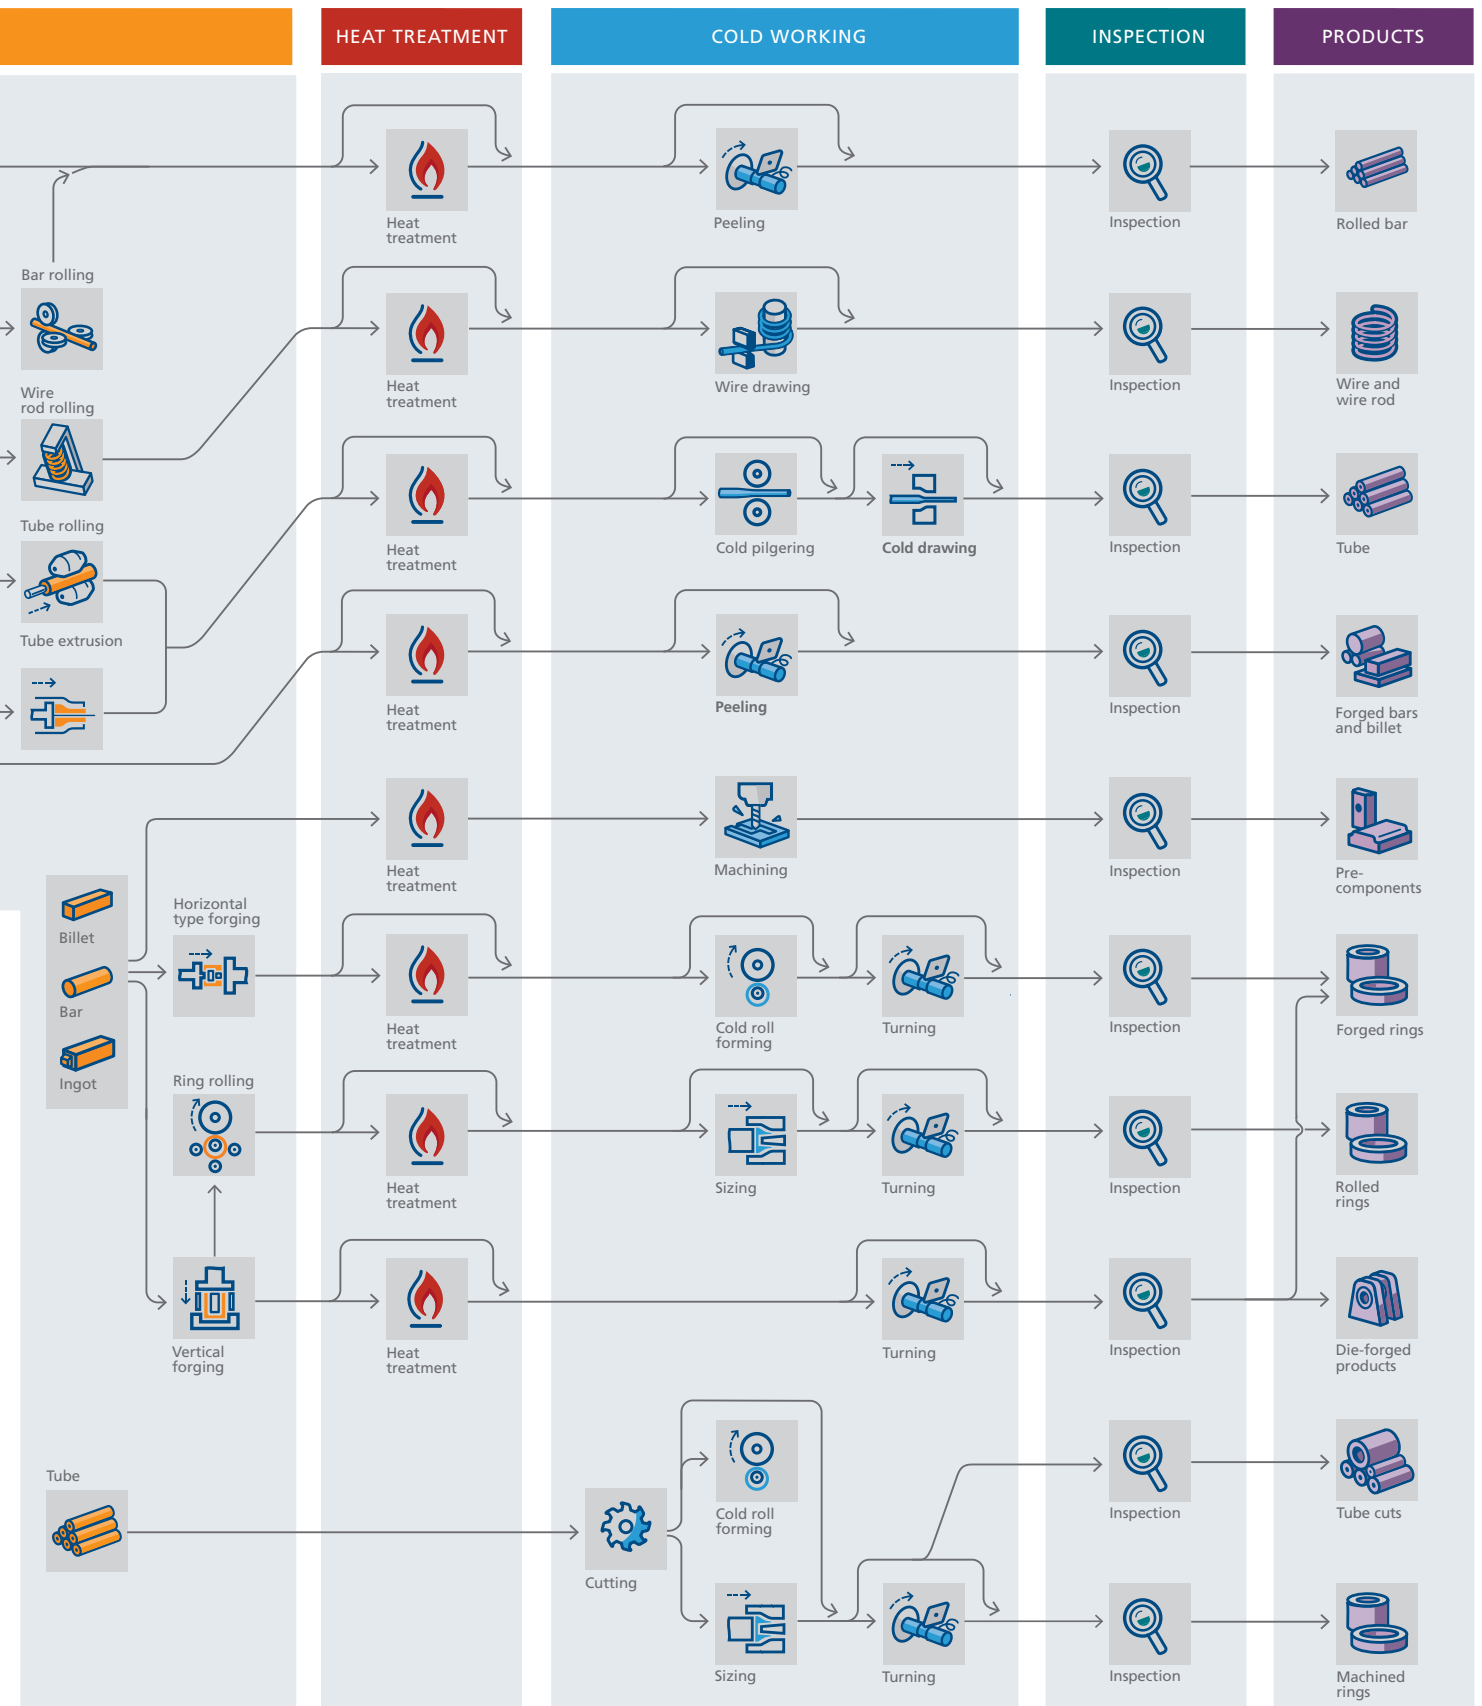 HEAT TREATMENT
COLD WORKING
INSPECTION
PRODUCTS
Heat
treatment
Peeling
Inspection
Rolled bar
Bar rolling
Heat
treatment
Wire drawing
Inspection
Wire and
wire rod
Wire
rod rolling
Tube rolling
Heat
treatment
Cold pilgering
Cold drawing
Inspection
Tube
Tube extrusion
Heat
treatment
Peeling
Inspection
Forged bars
and billet
Heat
treatment
Machining
Inspection
Pre-
components
Billet
Bar
Ingot
Horizontal
type forging
Heat
treatment
Cold roll
forming
Turning
Inspection
Forged rings
Ring rolling
Heat
treatment
Sizing
Turning
Inspection
Rolled
rings
Vertical
forging
Heat
treatment
Turning
Inspection
Die-forged
products
Tube
Cutting
Cold roll
forming
Inspection
Tube cuts
Sizing
Turning
Inspection
Machined
rings